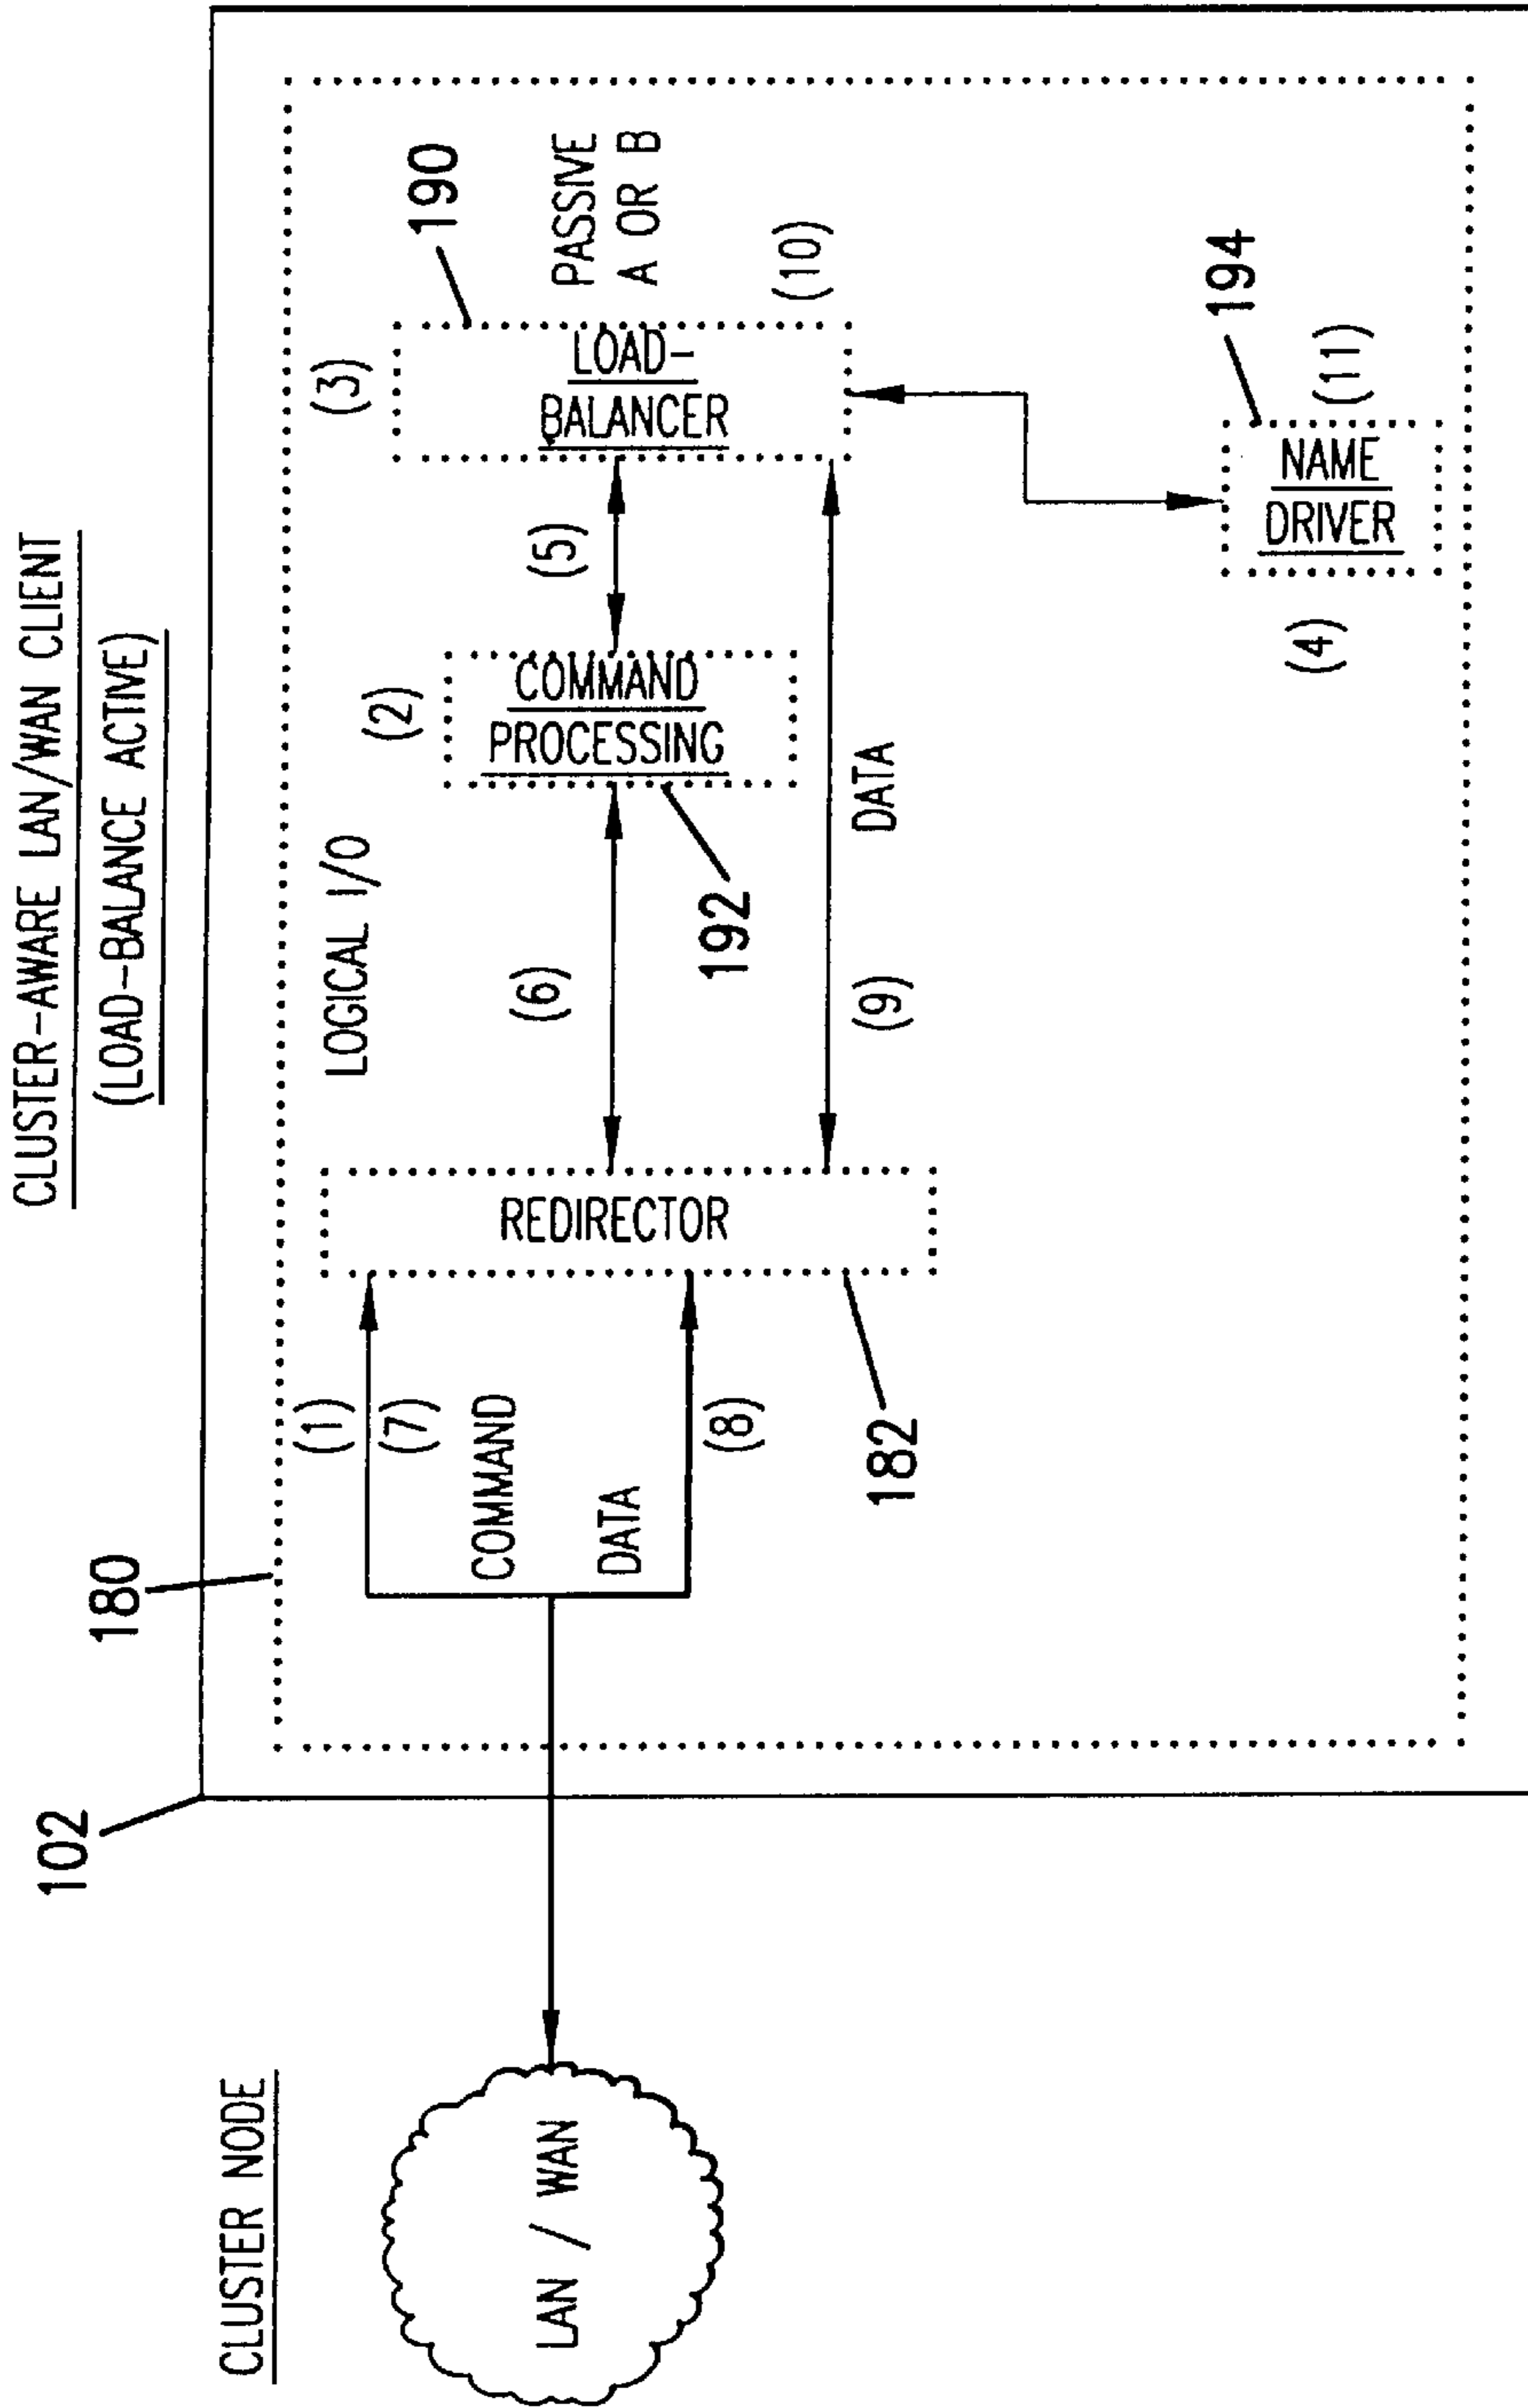 CLUSTER-AWARE LAN/WAN CLIENT
(LOAD-BALANCE ACTIVE)
CLUSTER NODE
LAN / WAN
102
180
(1)
(7)
COMMAND
DATA
(8)
182
REDIRECTOR
LOGICAL I/O
(6)
(2)
COMMAND
PROCESSING
192
(5)
(9)
DATA
(3)
LOAD-
BALANCER
190
PASSIVE
A OR B
(10)
(4)
NAME
DRIVER
(11)
194